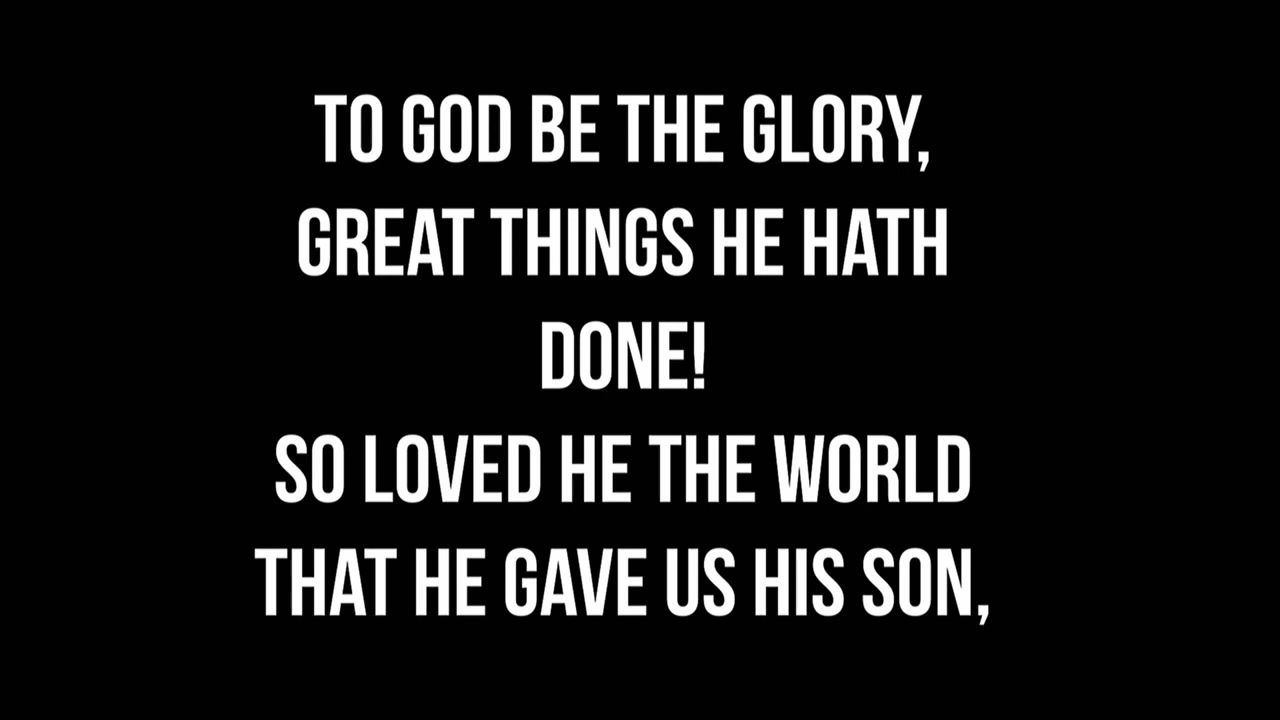 TO GOD BE THE GLORY,
GREAT THINGS HE HATH
DONE!
SO LOVED HE THE WORLD
THAT HE GAVE US HIS SON,